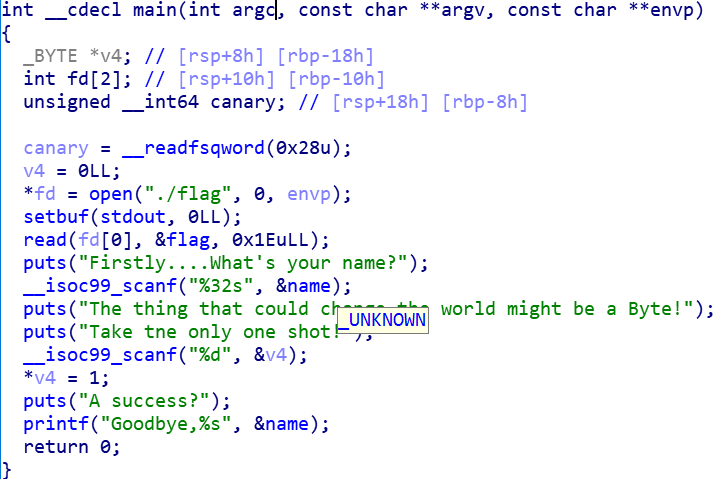 int __cdecl main(int argc, const char **argv, const char **envp)
{
_BYTE *v4; // [rsp+8h] [rbp-18h]
int fd[2]; // [rsp+10h] [rbp-10h]
unsigned __int64 canary; // [rsp+18h] [rbp-8h]

canary = __readfsqword(0x28u);
v4 = 0LL;
*fd = open("./flag", 0, envp);
setbuf(stdout, 0LL);
read(fd[0], &flag, 0x1EuLL);
puts("Firstly....What's your name?");
__isoc99_scanf("%32s", &name);
puts("The thing that could change the world might be a Byte!");
puts("Take tne only one shot!");
_UNKNOWN
__isoc99_scanf("%d", &v4);
*v4 = 1;
puts("A success?");
printf("Goodbye,%s", &name);
return 0;
}